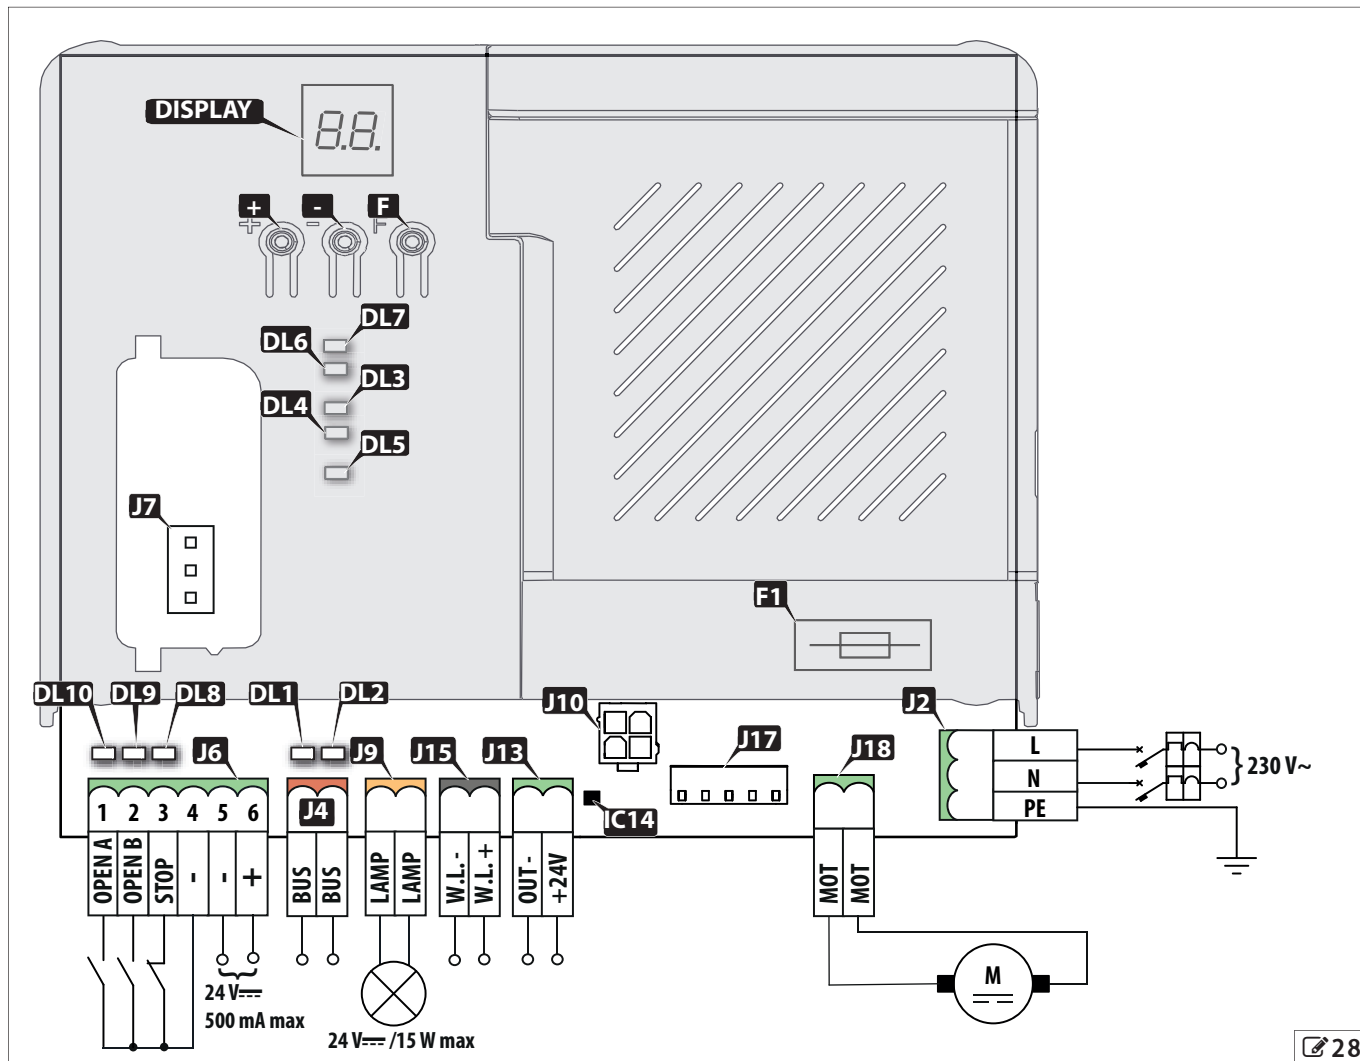 DISPLAY
8.8.
+ - F
+ - F
DL7
DL6
DL3
DL4
DL5
J7
F1
DL10 DL9 DL8 DL1 DL2
J10
J2
J6 J9 J15 J13 J17 J18
J4
IC14
1 2 3 4 5 6
OPEN A
OPEN B
STOP
-
-
+
BUS
BUS
LAMP
LAMP
W.L. -
W.L. +
OUT -
+24V
MOT
MOT
L
N
PE
230 V~
M
24 V⎓
500 mA max
24 V⎓ /15 W max
28